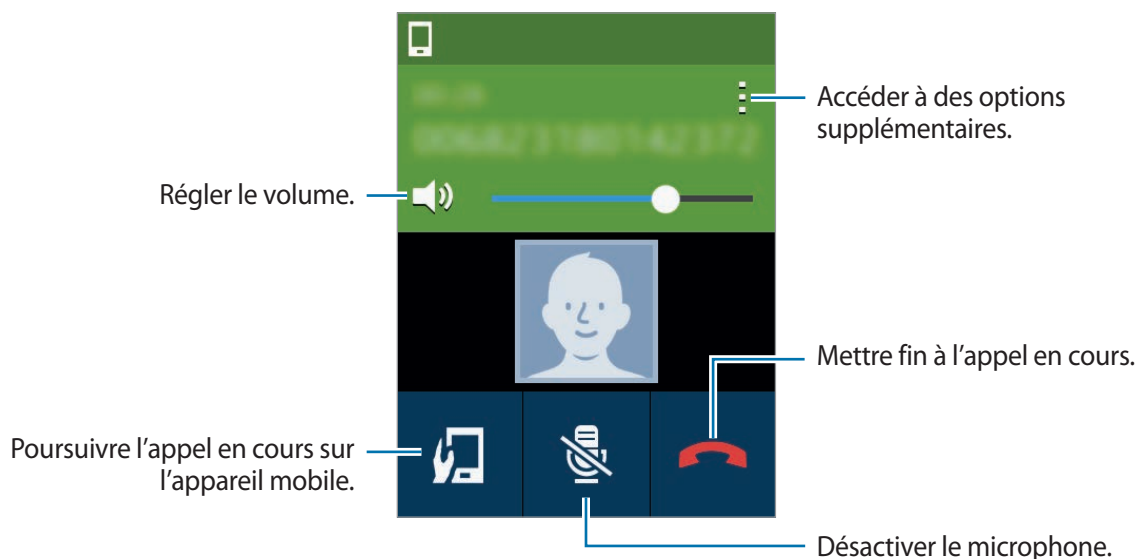 Accéder à des options
supplémentaires.
Régler le volume.
Mettre fin à l’appel en cours.
Poursuivre l’appel en cours sur
l’appareil mobile.
Désactiver le microphone.